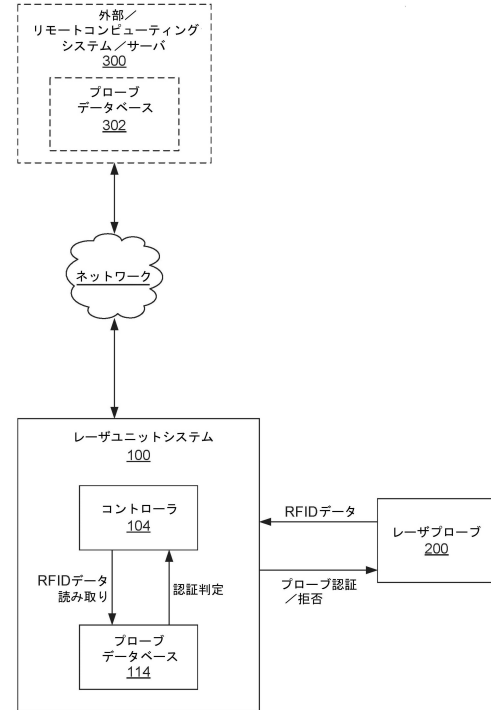 外部／
リモートコンピューティング
システム／サーバ
300
プローブ
データベース
302
ネットワーク
レーザユニットシステム
100
コントローラ
104
RFIDデータ
読み取り
認証判定
プローブ
データベース
114
RFIDデータ
プローブ認証
／拒否
レーザプローブ
200